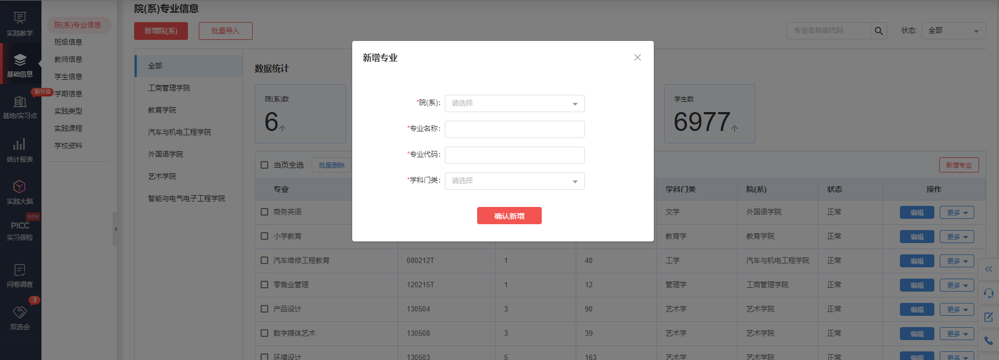 院(系)专业信息
新增院(系)
批量导入
专业名称或代码
状态:
全部
实践教学
基础信息
新升级
基地/实习点
统计报表
实践大脑
NEW
PICC
实习保险
问卷调查
3
双选会
院(系)专业信息
班级信息
教师信息
学生信息
学期信息
实践类型
实践课程
学校资料
全部
工商管理学院
教育学院
汽车与机电工程学院
外国语学院
艺术学院
智能与电气电子工程学院
数据统计
院(系)数
6个
学生数
6977个
当页全选
批量删除
新增专业
专业 学科门类 院(系) 状态 操作
商务英语 文学 外国语学院 正常 编辑 更多
小学教育 教育学 教育学院 正常 编辑 更多
汽车维修工程教育 080212T 1 40 工学 汽车与机电工程学院 正常 编辑 更多
零售业管理 120215T 1 12 管理学 工商管理学院 正常 编辑 更多
产品设计 130504 3 90 艺术学 艺术学院 正常 编辑 更多
数字媒体艺术 130508 3 39 艺术学 艺术学院 正常 编辑 更多
环境设计 130503 5 163 艺术学 艺术学院 正常 编辑 更多
新增专业
*院(系): 请选择
*专业名称:
*专业代码:
*学科门类: 请选择
确认新增